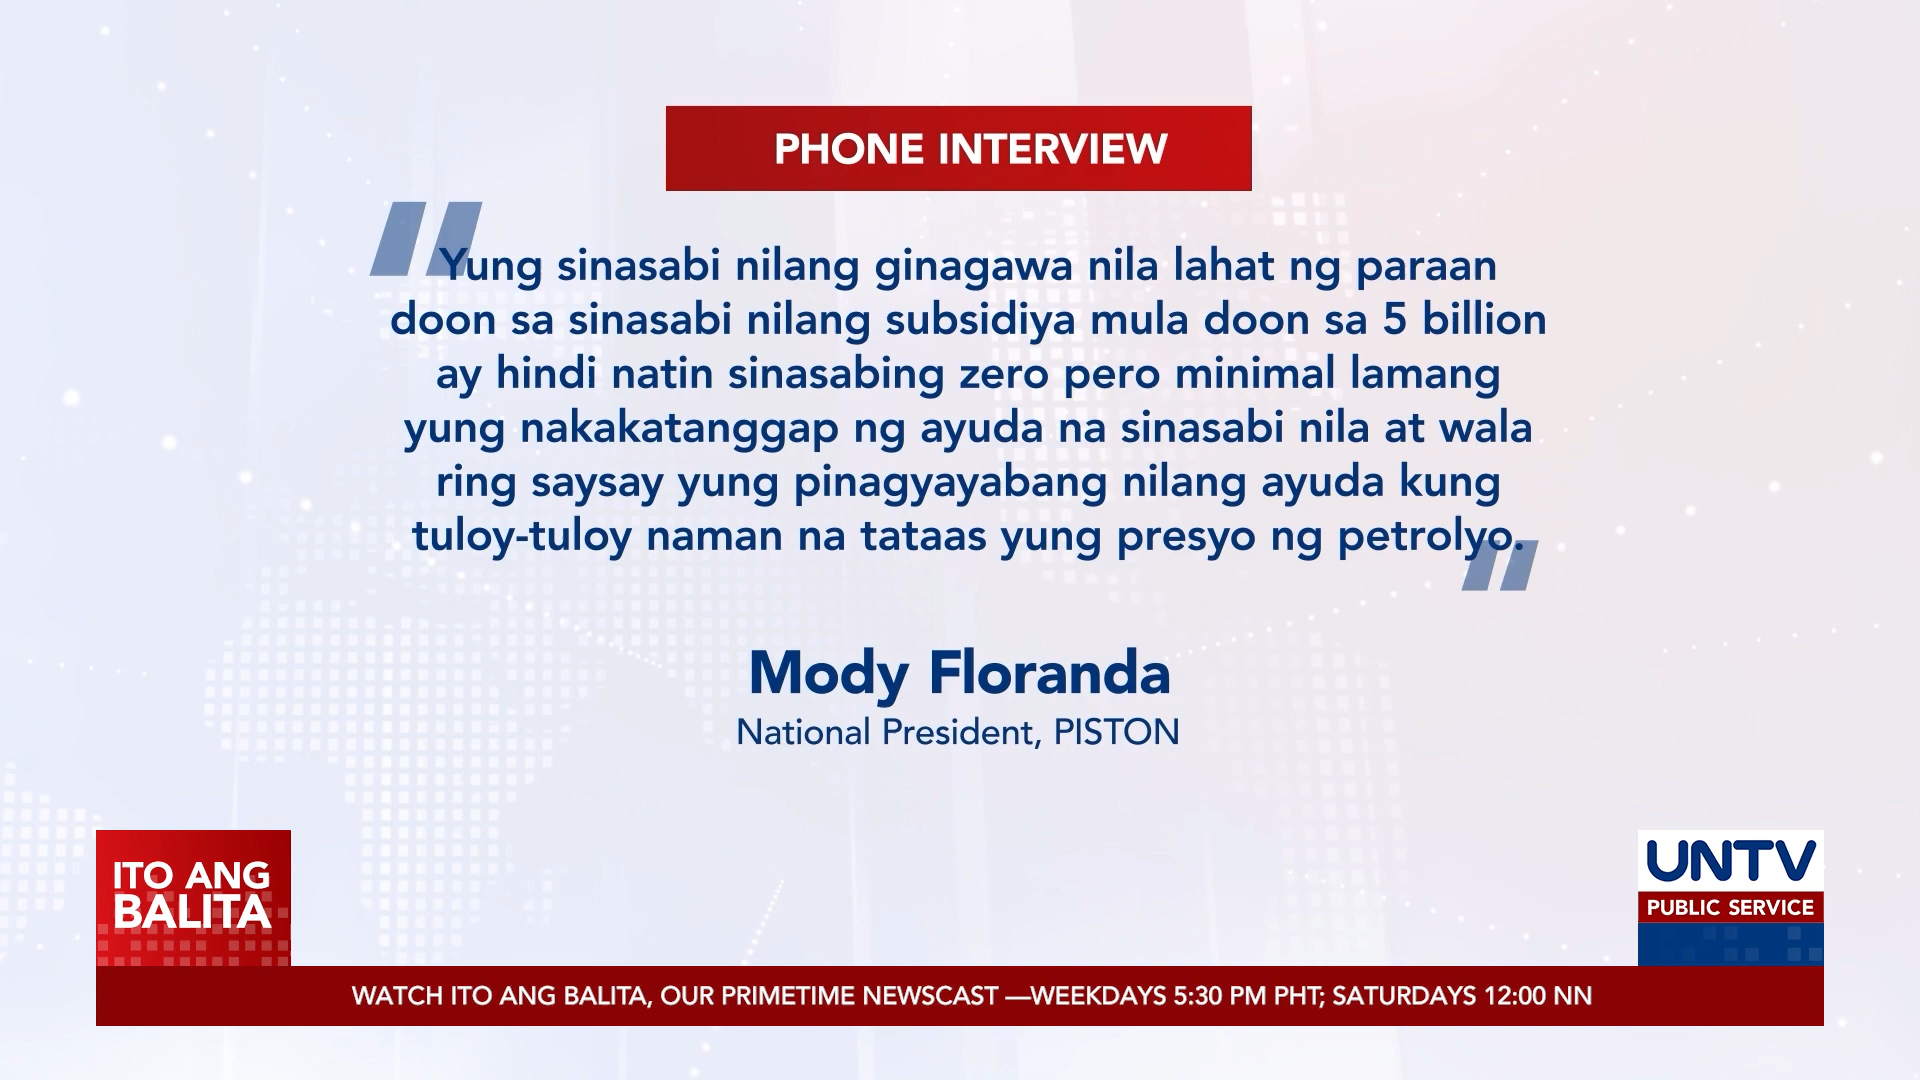 PHONE INTERVIEW
"Yung sinasabi nilang ginagawa nila lahat ng paraan
doon sa sinasabi nilang subsidiya mula doon sa 5 billion
ay hindi natin sinasabing zero pero minimal lamang
yung nakakatanggap ng ayuda na sinasabi nila at wala
ring saysay yung pinagyayabang nilang ayuda kung
tuloy-tuloy naman na tataas yung presyo ng petrolyo."
Mody Floranda
National President, PISTON
ITO ANG
BALITA
UNTV
PUBLIC SERVICE
WATCH ITO ANG BALITA, OUR PRIMETIME NEWSCAST —WEEKDAYS 5:30 PM PHT; SATURDAYS 12:00 NN